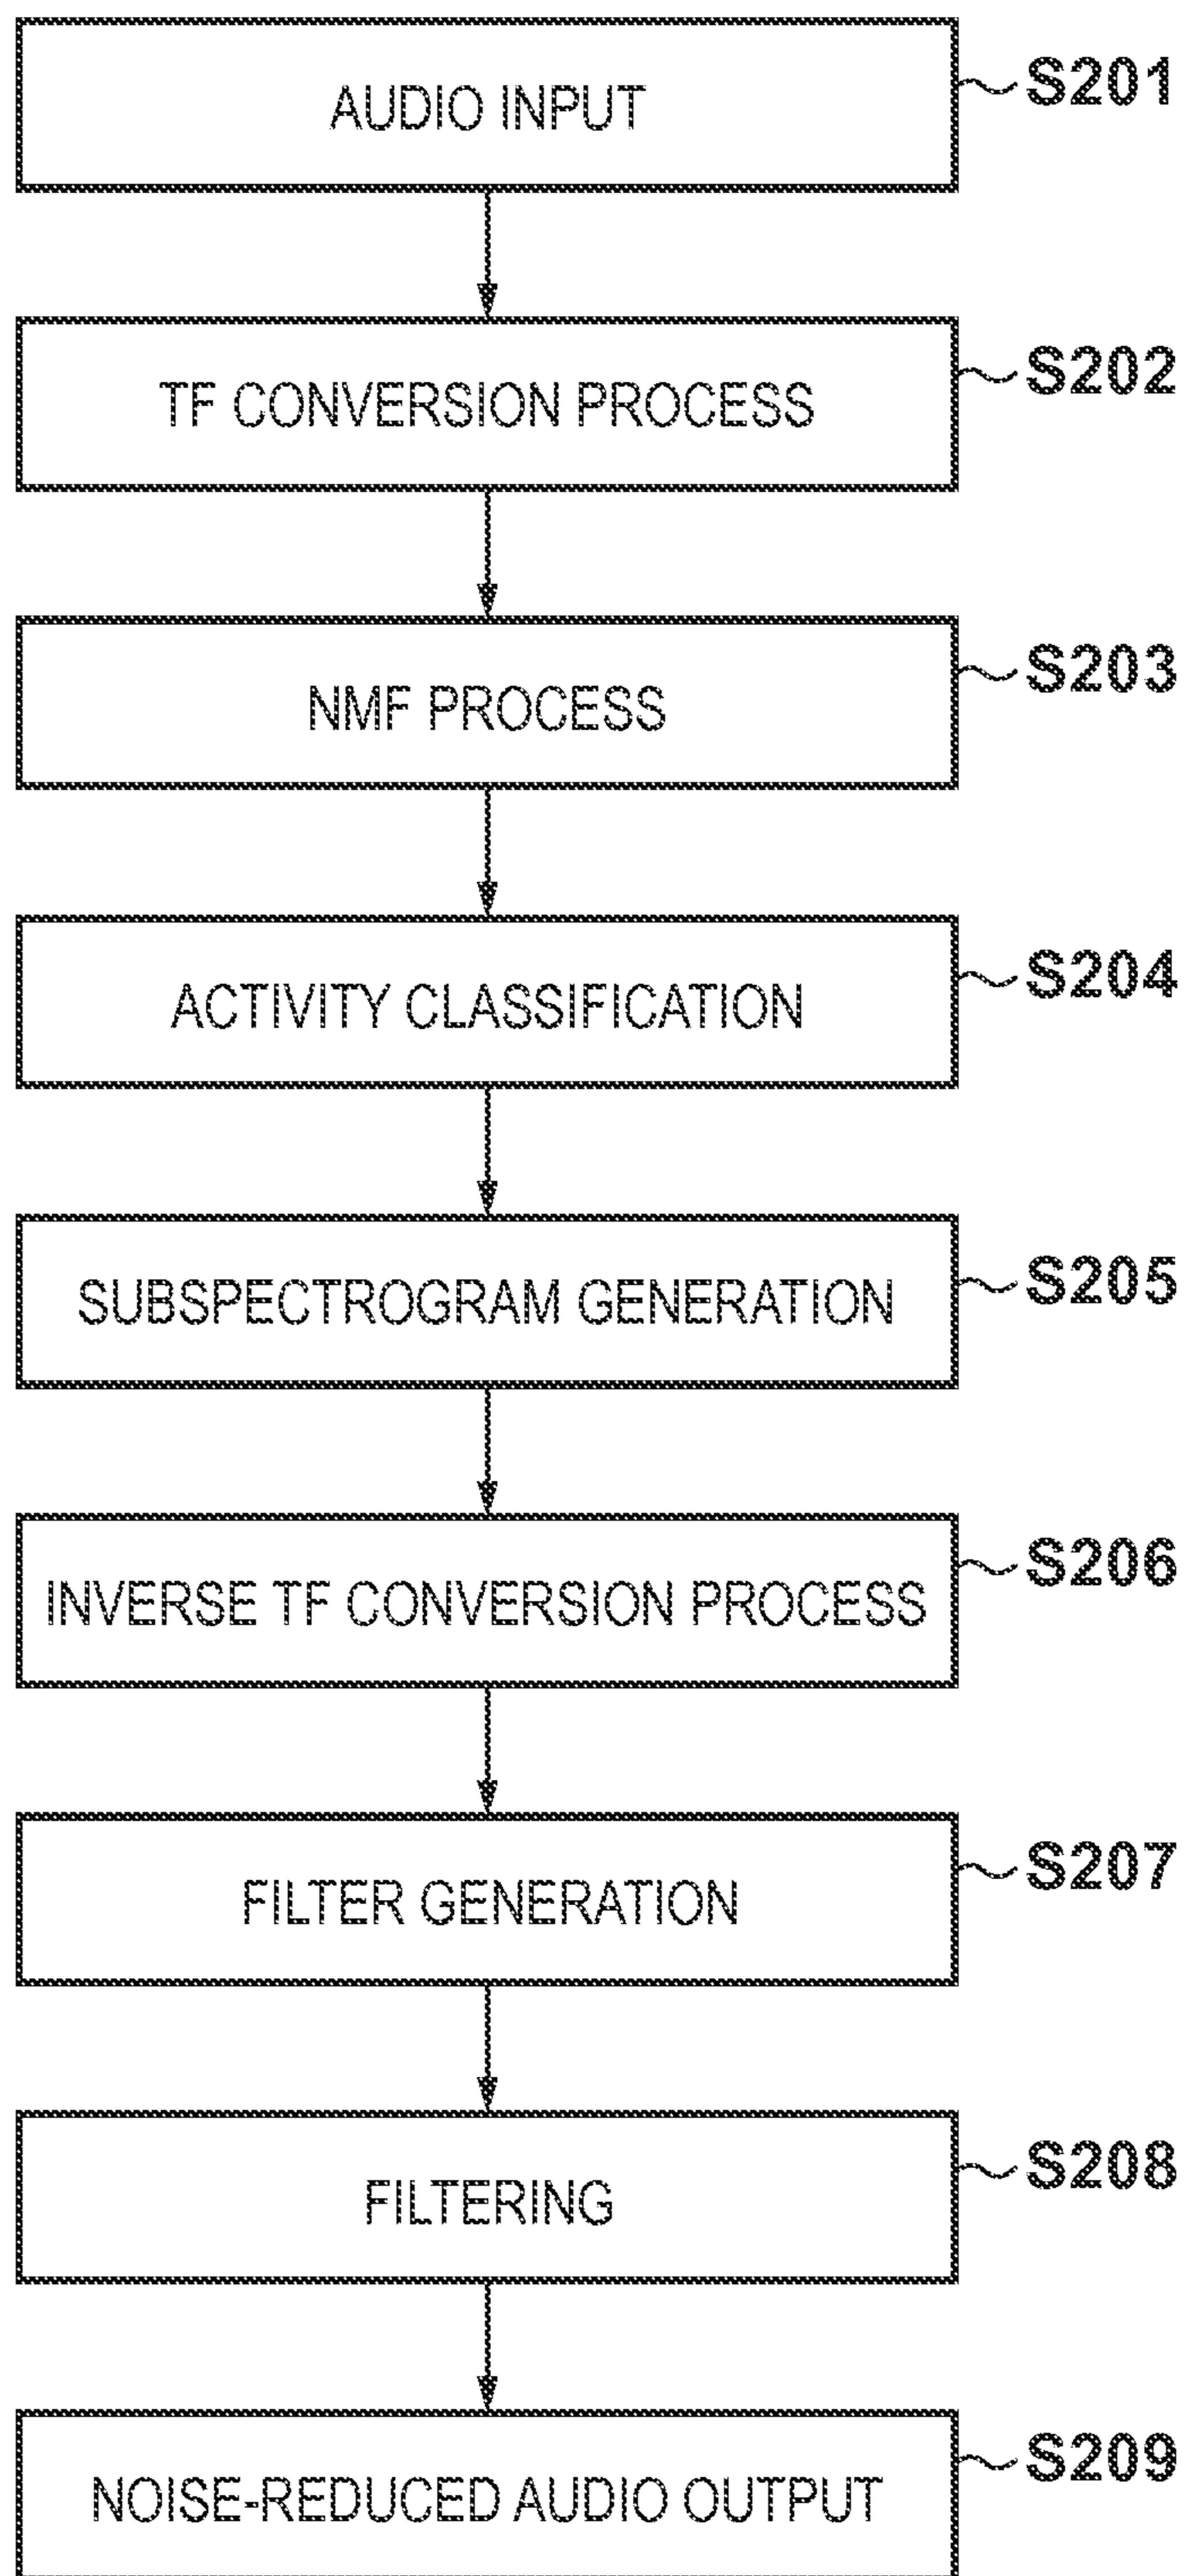 AUDIO INPUT
S201
TF CONVERSION PROCESS
S202
NMF PROCESS
S203
ACTIVITY CLASSIFICATION
S204
SUBSPECTROGRAM GENERATION
S205
INVERSE TF CONVERSION PROCESS
S206
FILTER GENERATION
S207
FILTERING
S208
NOISE-REDUCED AUDIO OUTPUT
S209